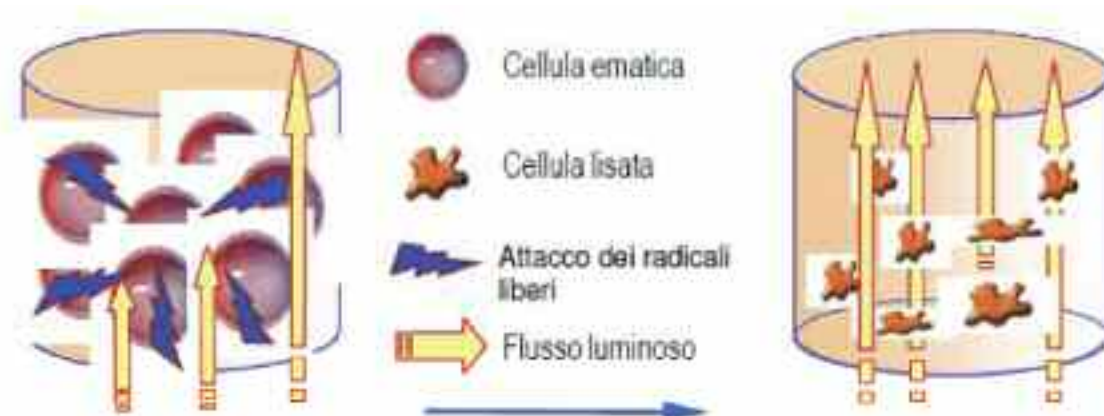 Cellula ematica
Cellula lisata
Attacco dei radicali
liberi
Flusso luminoso